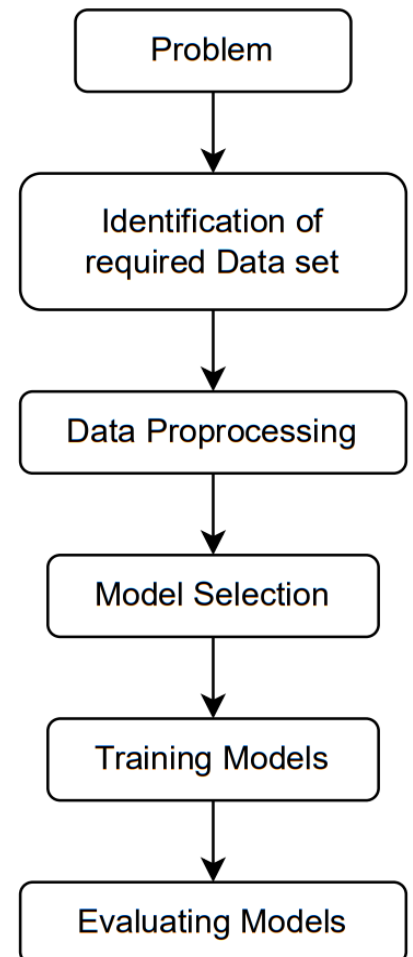 Problem
Identification of
required Data set
Data Proprocessing
Model Selection
Training Models
Evaluating Models